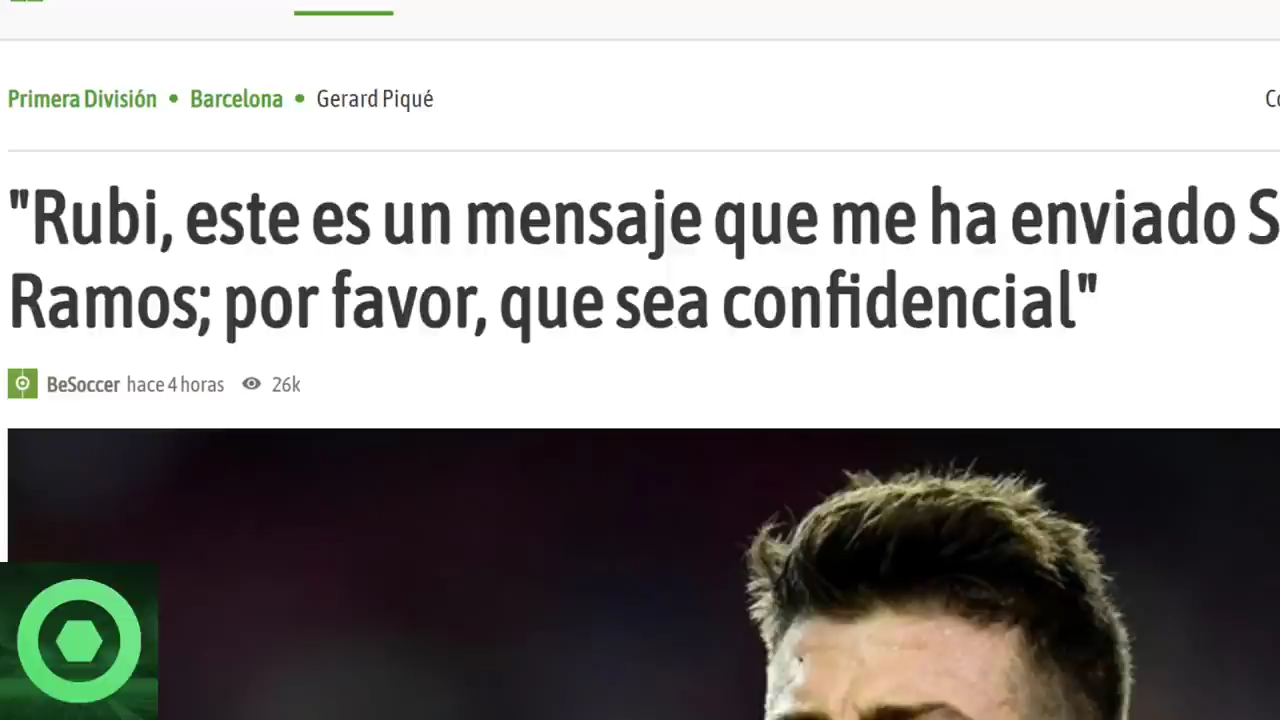 Primera División • Barcelona • Gerard Piqué
"Rubi, este es un mensaje que me ha enviado
Ramos; por favor, que sea confidencial"
BeSoccer hace 4 horas 26k